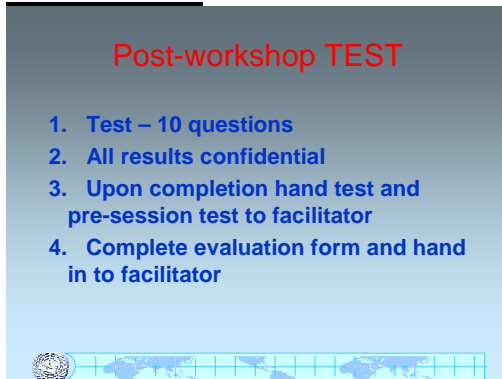 Post-workshop TEST
1. Test – 10 questions
2. All results confidential
3. Upon completion hand test and
pre-session test to facilitator
4. Complete evaluation form and hand
in to facilitator